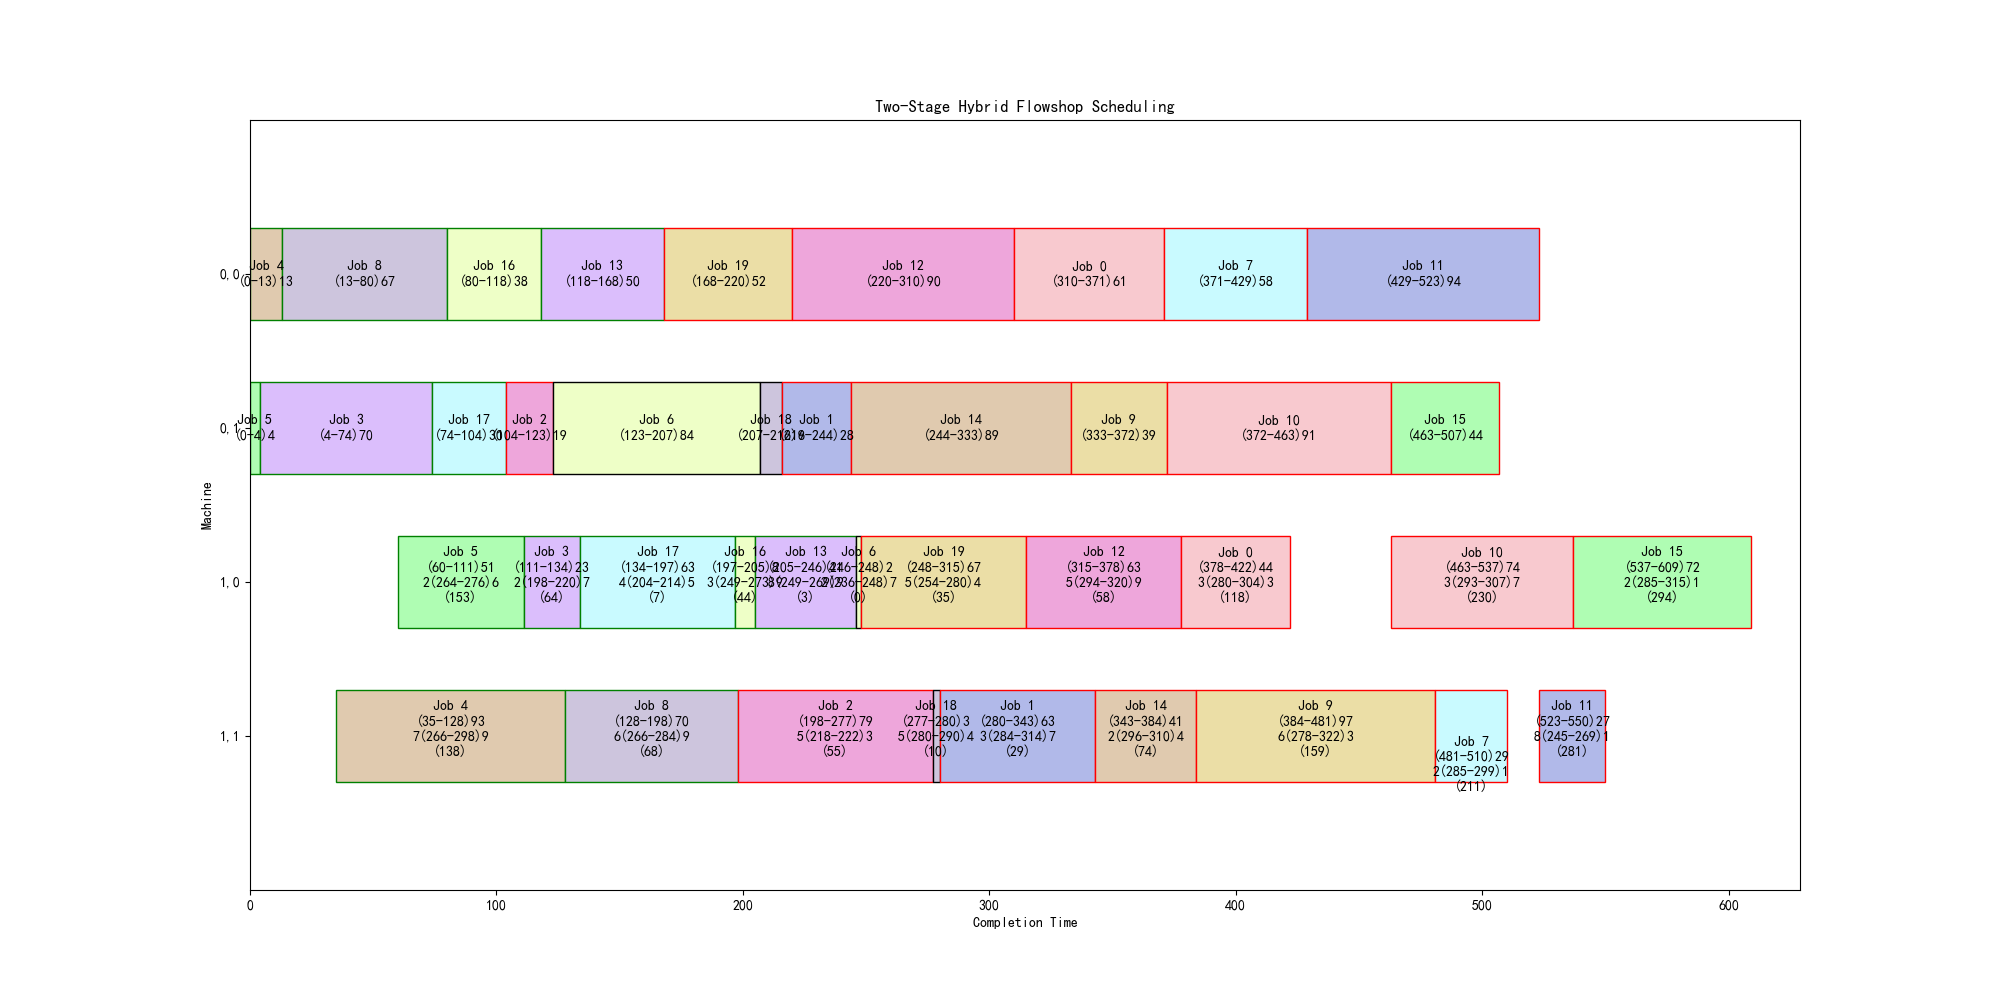 Two-Stage Hybrid Flowshop Scheduling
Machine
0,0
Job 4
(0-13)13
Job 8
(13-80)67
Job 16
(80-118)38
Job 13
(118-168)50
Job 19
(168-220)52
Job 12
(220-310)90
Job 0
(310-371)61
Job 7
(371-429)58
Job 11
(429-523)94
Job 5
(0-4)4
Job 3
(4-74)70
Job 17
(74-104)30
Job 2
(104-123)19
Job 6
(123-207)84
Job 18
Job 1
(216-244)28
Job 14
(244-333)89
Job 9
(333-372)39
Job 10
(372-463)91
Job 15
(463-507)44
1,0
Job 5
(60-111)51
2(264-276)6
(153)
Job 3
(111-134)23
2(198-220)7
(64)
Job 17
(134-197)63
4(204-214)5
(7)
Job 16
(197-205)8
(44)
Job 13
(205-246)41
(3)
Job 6
(246-248)2
(0)
Job 19
(248-315)67
5(254-280)4
(35)
Job 12
(315-378)63
5(294-320)9
(58)
Job 0
(378-422)44
3(280-304)3
(118)
Job 10
(463-537)74
3(293-307)7
(230)
Job 15
(537-609)72
2(285-315)1
(294)
1,1
Job 4
(35-128)93
7(266-298)9
(138)
Job 8
(128-198)70
6(266-284)9
(68)
Job 2
(198-277)79
5(218-222)3
(55)
Job 18
(277-280)3
5(280-290)4
(10)
Job 1
(280-343)63
3(284-314)7
(29)
Job 14
(343-384)41
2(296-310)4
(74)
Job 9
(384-481)97
6(278-322)3
(159)
Job 7
(481-510)29
2(285-299)1
(211)
Job 11
(523-550)27
8(245-269)1
(281)
0 100 200 300 400 500 600
Completion Time